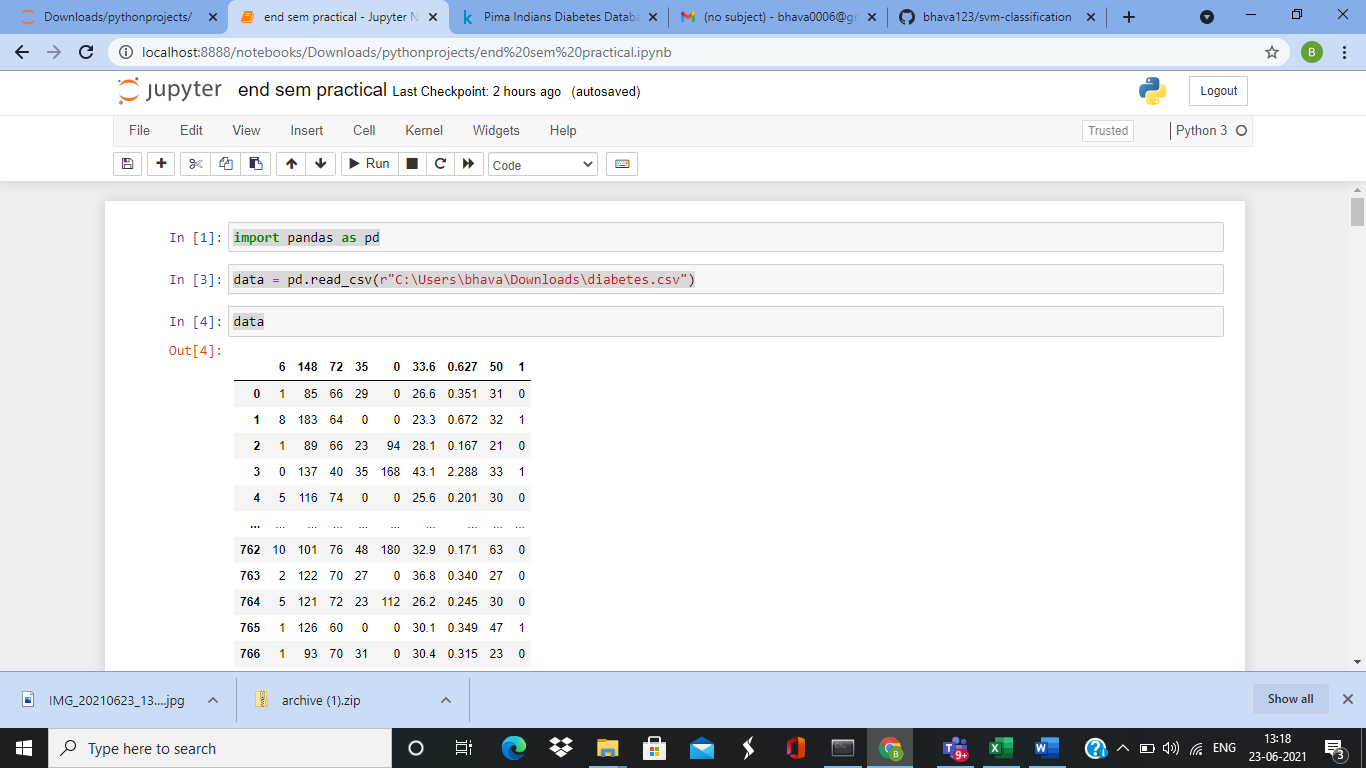 Downloads/pythonprojects/
end sem practical - Jupyter N
Pima Indians Diabetes Databa
(no subject) - bhava0006@gm
bhava123/svm-classification
localhost:8888/notebooks/Downloads/pythonprojects/end%20sem%20practical.ipynb
B
jupyter end sem practical Last Checkpoint: 2 hours ago (autosaved)
Logout
File Edit View Insert Cell Kernel Widgets Help
Trusted Python 3
Run Code
In [1]: import pandas as pd
In [3]: data = pd.read_csv(r"C:\Users\bhava\Downloads\diabetes.csv")
In [4]: data
Out[4]:
6 148 72 35 0 33.6 0.627 50 1
0 1 85 66 29 0 26.6 0.351 31 0
1 8 183 64 0 0 23.3 0.672 32 1
2 1 89 66 23 94 28.1 0.167 21 0
3 0 137 40 35 168 43.1 2.288 33 1
4 5 116 74 0 0 25.6 0.201 30 0
... ... ... ... ... ... ... ... ... ...
762 10 101 76 48 180 32.9 0.171 63 0
763 2 122 70 27 0 36.8 0.340 27 0
764 5 121 72 23 112 26.2 0.245 30 0
765 1 126 60 0 0 30.1 0.349 47 1
766 1 93 70 31 0 30.4 0.315 23 0
IMG_20210623_13....jpg
archive (1).zip
Show all
Type here to search
9+
ENG
13:18
23-06-2021
3